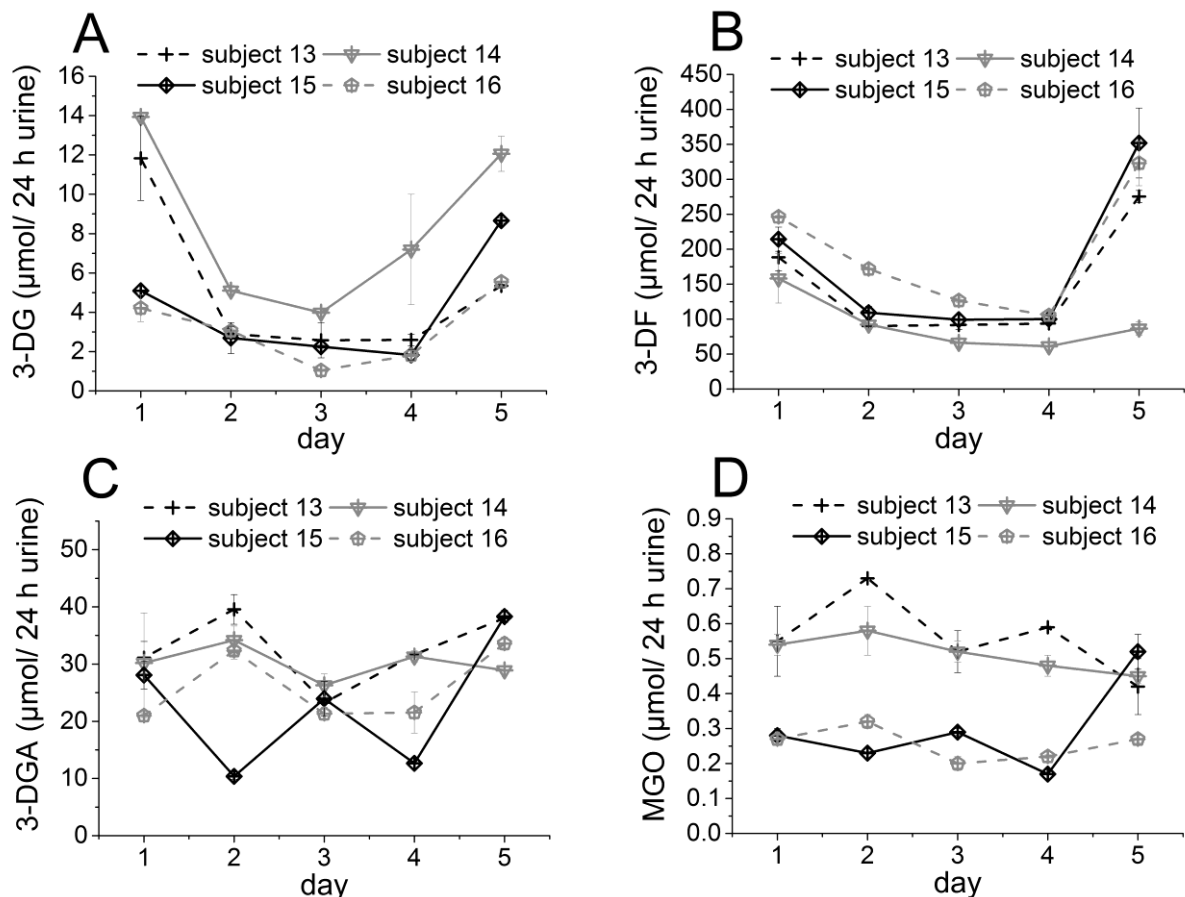 A
subject 13 subject 14
subject 15 subject 16
3-DG (µmol/ 24 h urine)
16
14
12
10
8
6
4
2
0
1 2 3 4 5
day
B
subject 13 subject 14
subject 15 subject 16
3-DF (µmol/ 24 h urine)
450
400
350
300
250
200
150
100
50
0
1 2 3 4 5
day
C
subject 13 subject 14
subject 15 subject 16
3-DGA (µmol/ 24 h urine)
50
40
30
20
10
0
1 2 3 4 5
day
D
subject 13 subject 14
subject 15 subject 16
MGO (µmol/ 24 h urine)
0.9
0.8
0.7
0.6
0.5
0.4
0.3
0.2
0.1
0.0
1 2 3 4 5
day